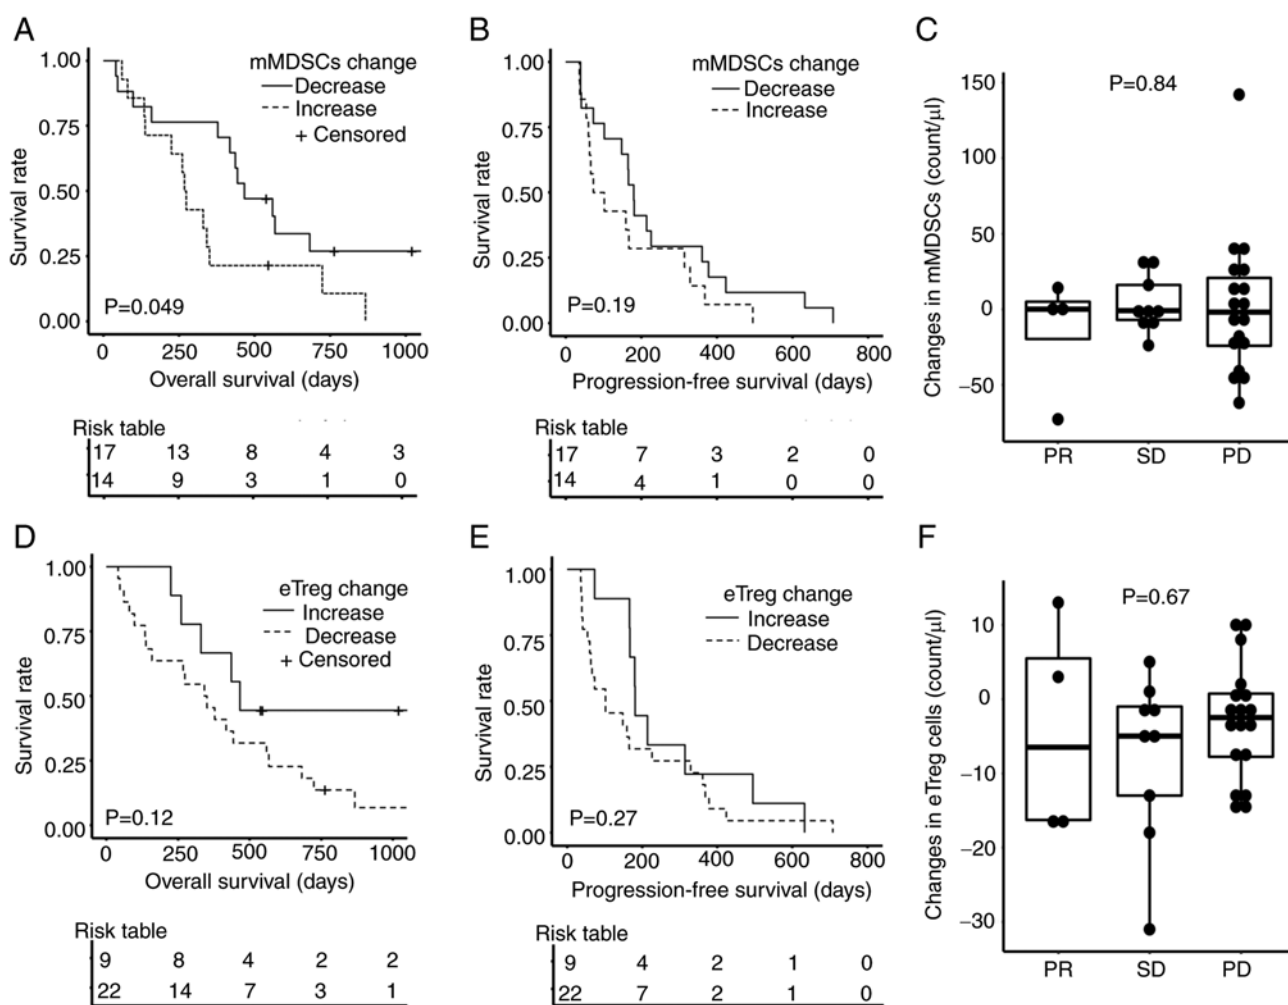 A
mMDSCs change
Decrease
Increase
+ Censored
1.00
0.75
0.50
0.25
0.00
Survival rate
P=0.049
0 250 500 750 1000
Overall survival (days)
Risk table
17 13 8 4 3
14 9 3 1 0
B
mMDSCs change
Decrease
Increase
1.00
0.75
0.50
0.25
0.00
Survival rate
P=0.19
0 200 400 600 800
Progression-free survival (days)
Risk table
17 7 3 2 0
14 4 1 0 0
C
P=0.84
150
100
50
0
−50
Changes in mMDSCs (count/µl)
PR SD PD
D
eTreg change
Increase
Decrease
+ Censored
1.00
0.75
0.50
0.25
0.00
Survival rate
P=0.12
0 250 500 750 1000
Overall survival (days)
Risk table
9 8 4 2 2
22 14 7 3 1
E
eTreg change
Increase
Decrease
1.00
0.75
0.50
0.25
0.00
Survival rate
P=0.27
0 200 400 600 800
Progression-free survival (days)
Risk table
9 4 2 1 0
22 7 2 1 0
F
P=0.67
10
0
−10
−20
−30
Changes in eTreg cells (count/µl)
PR SD PD